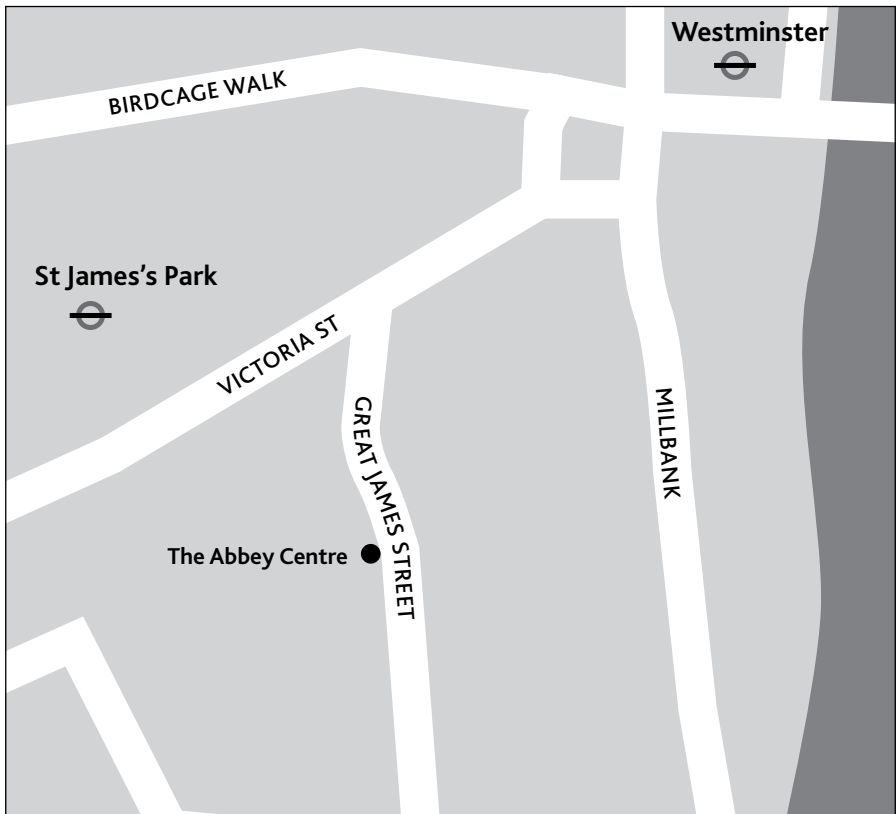 Westminster
BIRDCAGE WALK
St James's Park
VICTORIA ST
GREAT JAMES STREET
MILLBANK
The Abbey Centre